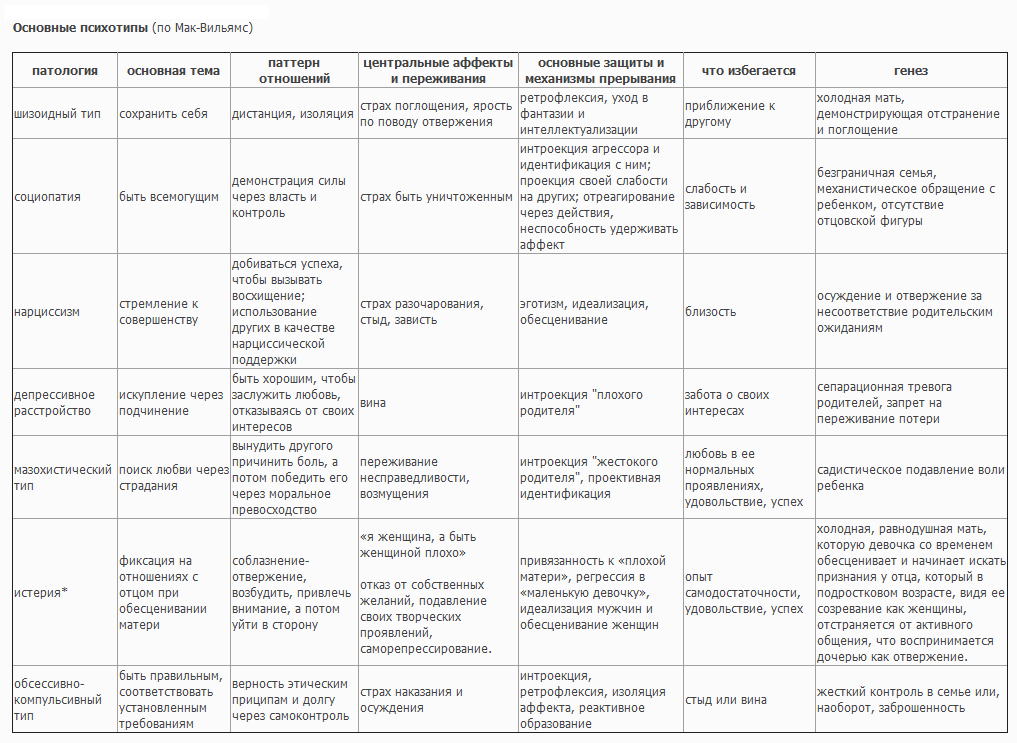 Основные психотипы (по Мак-Вильямс)
патология
основная тема
паттерн
отношений
центральные аффекты
и переживания
основные защиты и
механизмы прерывания
что избегается
генез
шизоидный тип
сохранить себя
дистанция, изоляция
страх поглощения, ярость
по поводу отвержения
ретрофлексия, уход в
фантазии и
интеллектуализации
приближение к
другому
холодная мать,
демонстрирующая отстранение
и поглощение
социопатия
быть всемогущим
демонстрация силы
через власть и
контроль
страх быть уничтоженным
интроекция агрессора и
идентификация с ним;
проекция своей слабости
на других; отреагирование
через действия,
неспособность удерживать
аффект
слабость и
зависимость
безграничная семья,
механистическое обращение с
ребенком, отсутствие
отцовской фигуры
нарциссизм
стремление к
совершенству
добиваться успеха,
чтобы вызывать
восхищение;
использование
других в качестве
нарциссической
поддержки
страх разочарования,
стыд, зависть
эготизм, идеализация,
обесценивание
близость
осуждение и отвержение за
несоответствие родительским
ожиданиям
депрессивное
расстройство
искупление через
подчинение
быть хорошим, чтобы
заслужить любовь,
отказываясь от своих
интересов
вина
интроекция "плохого
родителя"
забота о своих
интересах
сепарационная тревога
родителей, запрет на
переживание потери
мазохистический
тип
поиск любви через
страдания
вынудить другого
причинить боль, а
потом победить его
через моральное
превосходство
переживание
несправедливости,
возмущения
интроекция "жестокого
родителя", проективная
идентификация
любовь в ее
нормальных
проявлениях,
удовольствие, успех
садистическое подавление воли
ребенка
истерия*
фиксация на
отношениях с
отцом при
обесценивании
матери
соблазнение-
отвержение,
возбудить, привлечь
внимание, а потом
уйти в сторону
«я женщина, а быть
женщиной плохо»
отказ от собственных
желаний, подавление
своих творческих
проявлений,
саморепрессирование.
привязанность к «плохой
матери», регрессия в
«маленькую девочку»,
идеализация мужчин и
обесценивание женщин
опыт
самодостаточности,
удовольствие, успех
холодная, равнодушная мать,
которую девочка со временем
обесценивает и начинает искать
признания у отца, который в
подростковом возрасте, видя ее
созревание как женщины,
отстраняется от активного
общения, что воспринимается
дочерью как отвержение.
обсессивно-
компульсивный
тип
быть правильным,
соответствовать
установленным
требованиям
верность этическим
приципам и долгу
через самоконтроль
страх наказания и
осуждения
интроекция,
ретрофлексия, изоляция
аффекта, реактивное
образование
стыд или вина
жесткий контроль в семье или,
наоборот, заброшенность